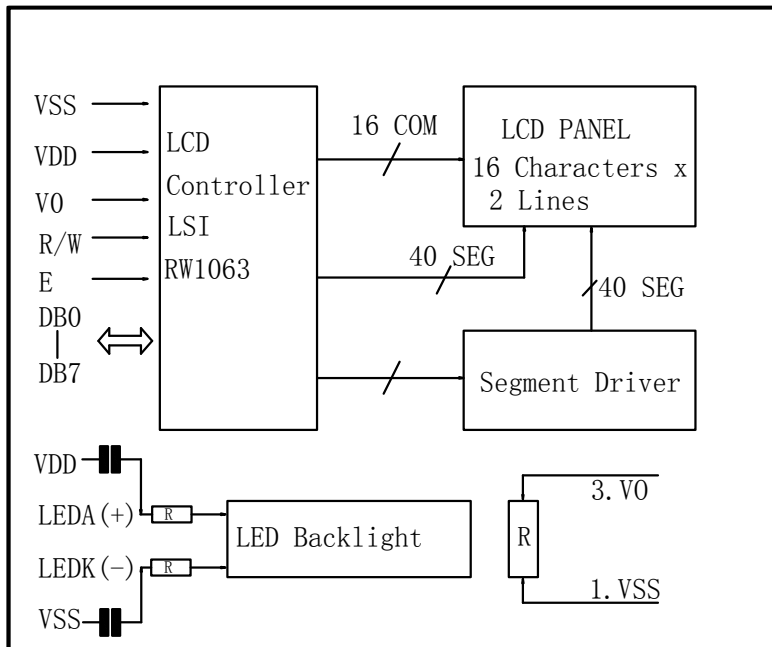 VSS
VDD
V0
R/W
E
DB0
DB7
LCD
Controller
LSI
RW1063
16 COM
40 SEG
LCD PANEL
16 Characters x
2 Lines
40 SEG
Segment Driver
VDD
LEDA(+)
R
LEDK(-)
R
VSS
LED Backlight
3.VO
R
1.VSS